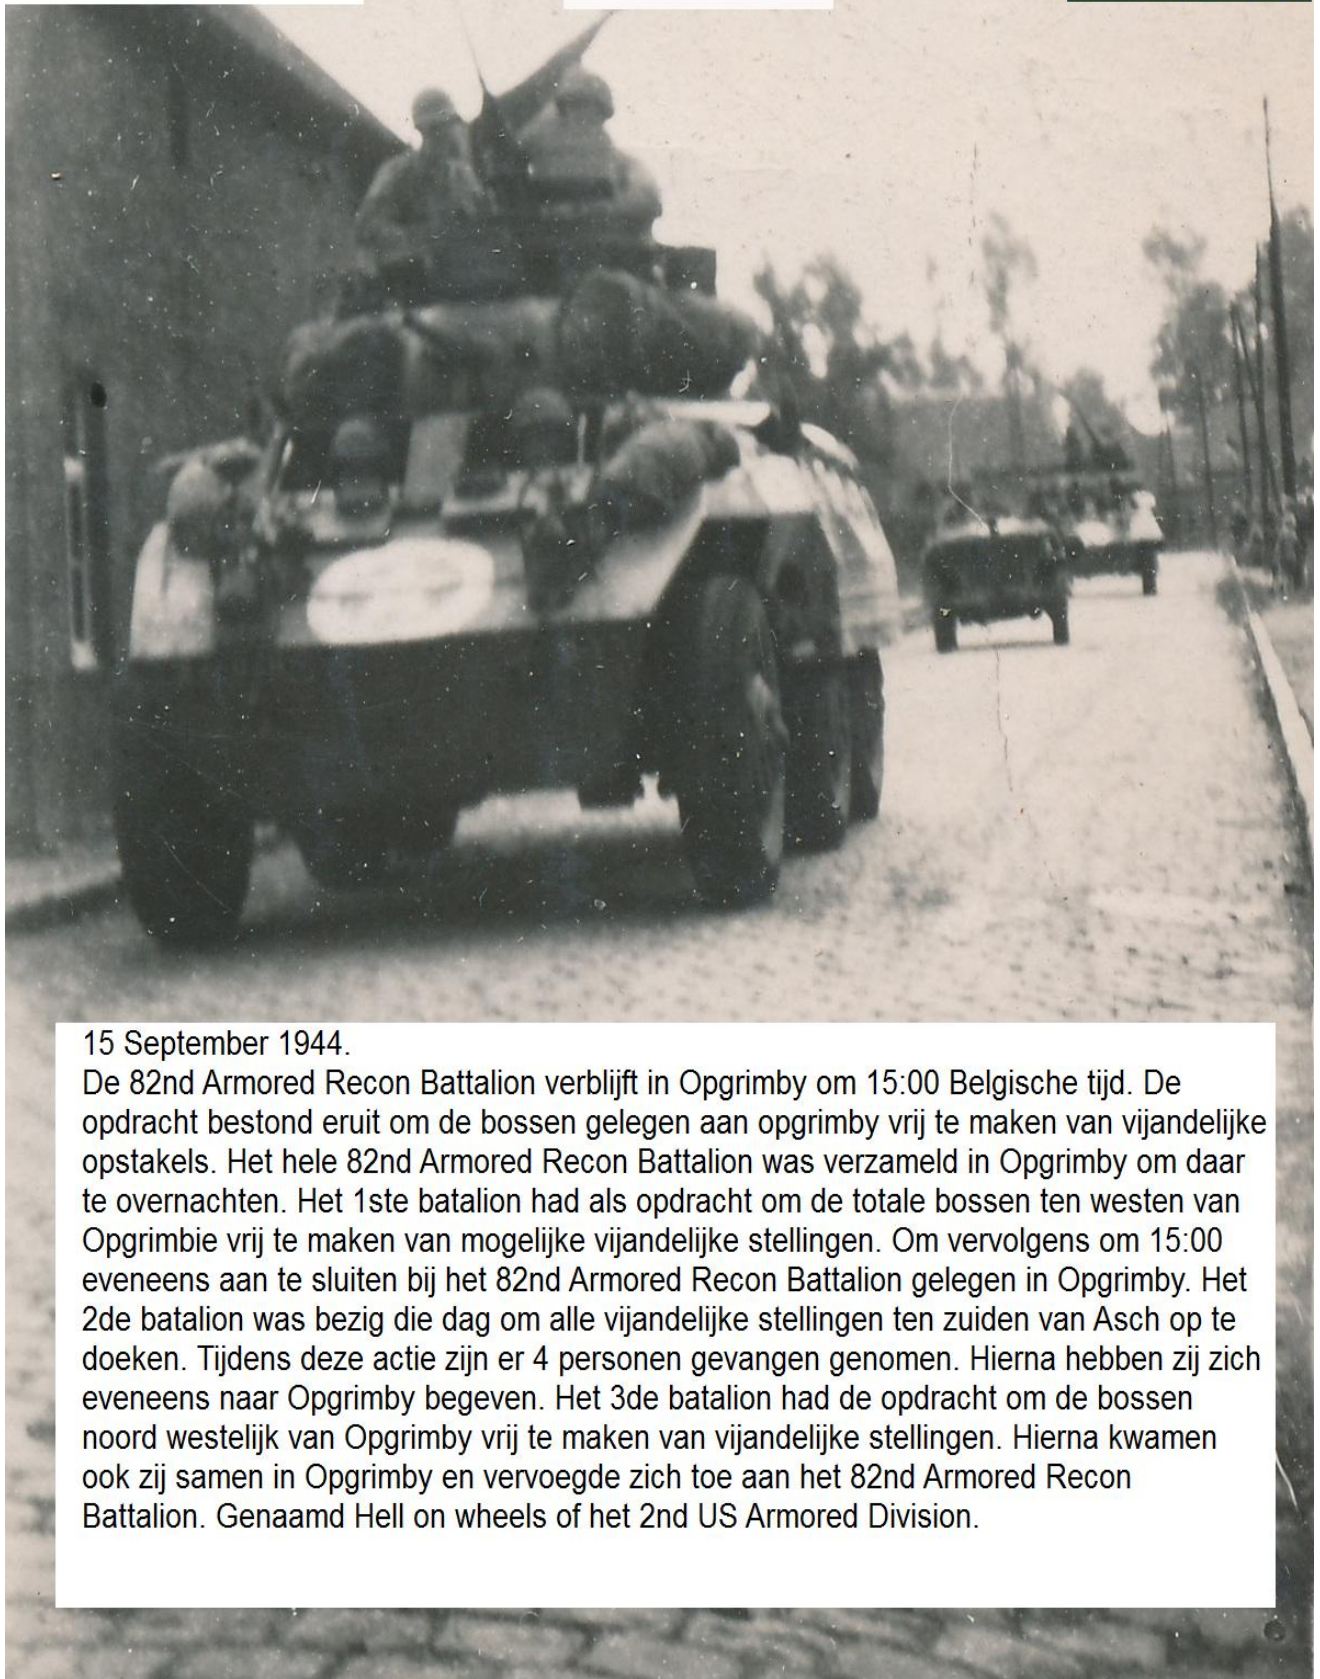 15 September 1944.
De 82nd Armored Recon Battalion verblijft in Opgrimby om 15:00 Belgische tijd. De
opdracht bestond eruit om de bossen gelegen aan opgrimby vrij te maken van vijandelijke
opstakels. Het hele 82nd Armored Recon Battalion was verzameld in Opgrimby om daar
te overnachten. Het 1ste batalion had als opdracht om de totale bossen ten westen van
Opgrimbie vrij te maken van mogelijke vijandelijke stellingen. Om vervolgens om 15:00
eveneens aan te sluiten bij het 82nd Armored Recon Battalion gelegen in Opgrimby. Het
2de batalion was bezig die dag om alle vijandelijke stellingen ten zuiden van Asch op te
doeken. Tijdens deze actie zijn er 4 personen gevangen genomen. Hierna hebben zij zich
eveneens naar Opgrimby begeven. Het 3de batalion had de opdracht om de bossen
noord westelijk van Opgrimby vrij te maken van vijandelijke stellingen. Hierna kwamen
ook zij samen in Opgrimby en vervoegde zich toe aan het 82nd Armored Recon
Battalion. Genaamd Hell on wheels of het 2nd US Armored Division.